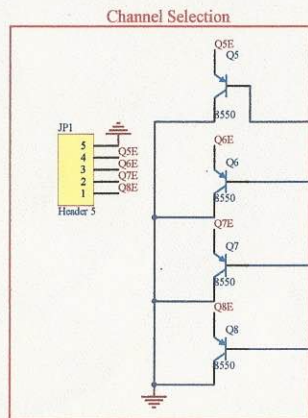 Channel Selection
Q5E
Q5
8550
JP1
5
4
3
2
1
Q5E
Q6E
Q7E
Q8E
Header 5
Q6E
Q6
8550
Q7E
Q7
8550
Q8E
Q8
8550